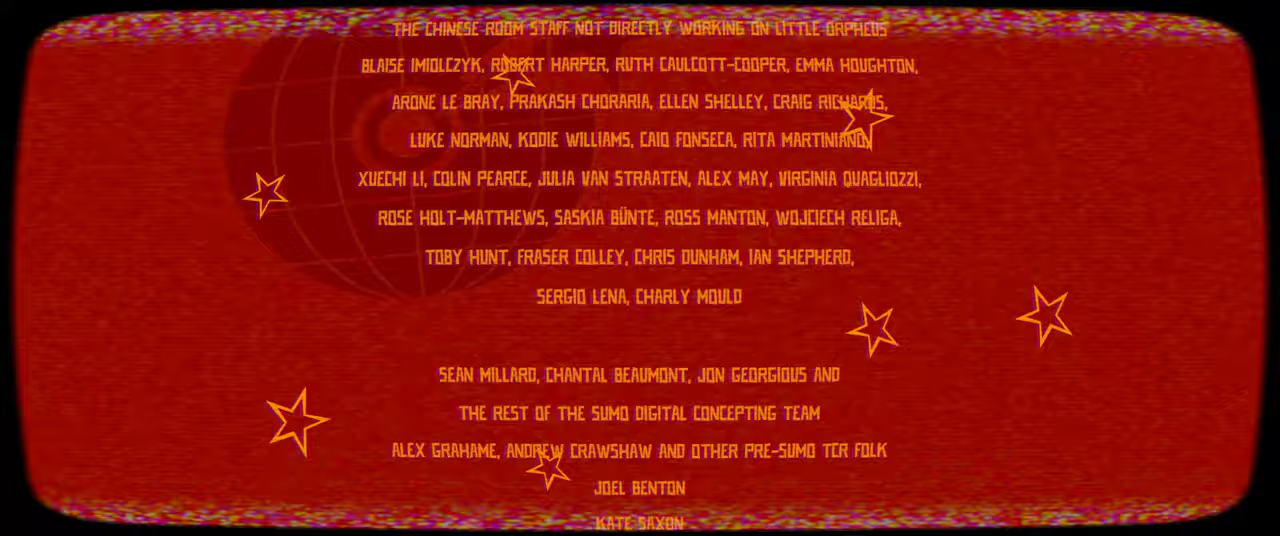 THE CHINESE ROOM STAFF NOT DIRECTLY WORKING ON LITTLE ORPHEUS
BLAISE IMIOLCZYK, ROBERT HARPER, RUTH CAULCOTT-COOPER, EMMA HOUGHTON,
ARONE LE BRAY, PRAKASH CHORARIA, ELLEN SHELLEY, CRAIG RICHARDS,
LUKE NORMAN, KODIE WILLIAMS, CAIO FONSECA, RITA MARTINIANO,
XUECHI LI, COLIN PEARCE, JULIA VAN STRAATEN, ALEX MAY, VIRGINIA QUAGLIOZZI,
ROSE HOLT-MATTHEWS, SASKIA BÜNTE, ROSS MANTON, WOJCIECH RELIGA,
TOBY HUNT, FRASER COLLEY, CHRIS DUNHAM, IAN SHEPHERD,
SERGIO LENA, CHARLY MOULD
SEAN MILLARD, CHANTAL BEAUMONT, JON GEORGIOUS AND
THE REST OF THE SUMO DIGITAL CONCEPTING TEAM
ALEX GRAHAME, ANDREW CRAWSHAW AND OTHER PRE-SUMO TCR FOLK
JOEL BENTON
KATE SAXON